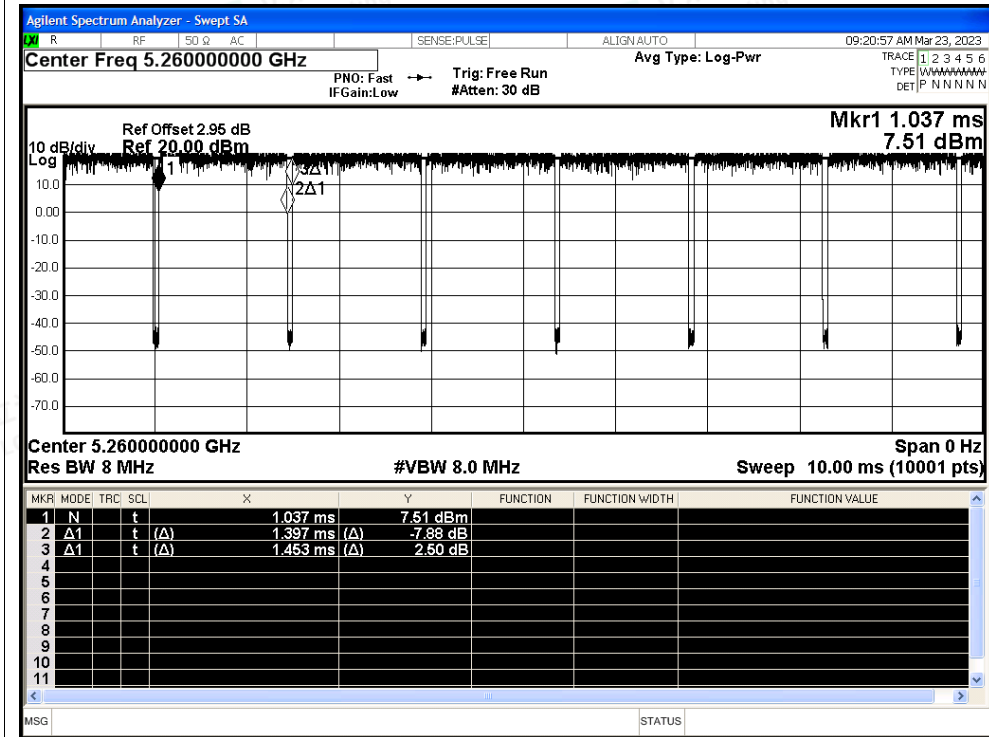 Agilent Spectrum Analyzer - Swept SA
LXI R RF 50 Ω AC SENSE:PULSE ALIGN AUTO 09:20:57 AM Mar 23, 2023
Center Freq 5.260000000 GHz
PNO: Fast
IFGain:Low
Trig: Free Run
#Atten: 30 dB
Avg Type: Log-Pwr
TRACE 1 2 3 4 5 6
TYPE
DET P N N N N N
Mkr1 1.037 ms
7.51 dBm
Ref Offset 2.95 dB
10 dB/div Ref 20.00 dBm
Log
1
3Δ1
2Δ1
10.0
0.00
-10.0
-20.0
-30.0
-40.0
-50.0
-60.0
-70.0
Center 5.260000000 GHz Span 0 Hz
Res BW 8 MHz #VBW 8.0 MHz Sweep 10.00 ms (10001 pts)
MKR MODE TRC SCL X Y FUNCTION FUNCTION WIDTH FUNCTION VALUE
1 N t 1.037 ms 7.51 dBm
2 Δ1 t (Δ) 1.397 ms (Δ) -7.88 dB
3 Δ1 t (Δ) 1.453 ms (Δ) 2.50 dB
4
5
6
7
8
9
10
11
MSG STATUS